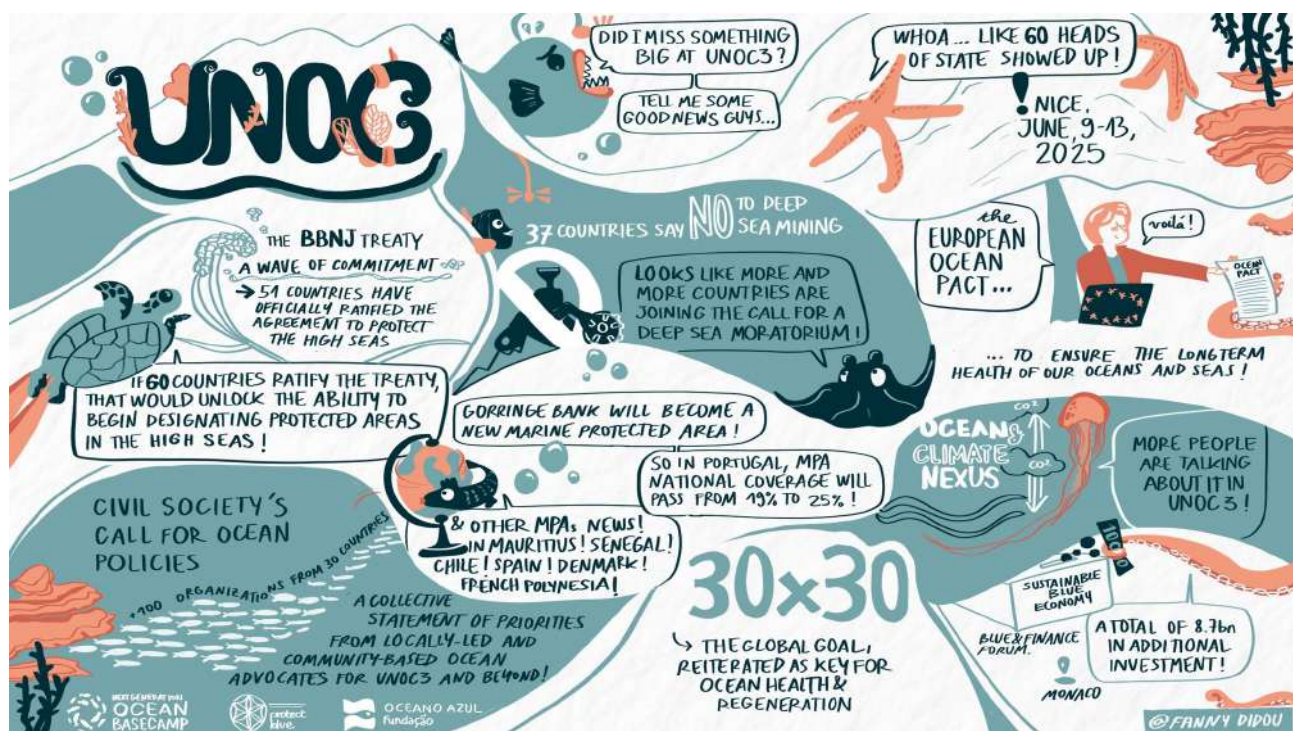 UNOC3
DID I MISS SOMETHING
BIG AT UNOC3?
TELL ME SOME
GOOD NEWS GUYS...
WHOA... LIKE 60 HEADS
OF STATE SHOWED UP!
! NICE.
JUNE, 9-13,
2025
THE BBNJ TREATY
A WAVE OF COMMITMENT
→ 51 COUNTRIES HAVE
OFFICIALLY RATIFIED THE
AGREEMENT TO PROTECT
THE HIGH SEAS
IF 60 COUNTRIES RATIFY THE TREATY,
THAT WOULD UNLOCK THE ABILITY TO
BEGIN DESIGNATING PROTECTED AREAS
IN THE HIGH SEAS!
37 COUNTRIES SAY NO TO DEEP
SEA MINING
LOOKS LIKE MORE AND
MORE COUNTRIES ARE
JOINING THE CALL FOR A
DEEP SEA MORATORIUM!
the
EUROPEAN
OCEAN
PACT...
voilá!
OCEAN
PACT
... TO ENSURE THE LONGTERM
HEALTH OF OUR OCEANS AND SEAS!
GORRINGE BANK WILL BECOME A
NEW MARINE PROTECTED AREA!
SO IN PORTUGAL, MPA
NATIONAL COVERAGE WILL
PASS FROM 19% TO 25%!
& OTHER MPAs NEWS!
IN MAURITIUS! SENEGAL!
CHILE! SPAIN! DENMARK!
FRENCH POLYNESIA!
OCEAN &
CLIMATE
NEXUS
CO2
CO2
MORE PEOPLE
ARE TALKING
ABOUT IT IN
UNOC3!
CIVIL SOCIETY'S
CALL FOR OCEAN
POLICIES
+100 ORGANIZATIONS FROM 30 COUNTRIES
A COLLECTIVE
STATEMENT OF PRIORITIES
FROM LOCALLY-LED AND
COMMUNITY-BASED OCEAN
ADVOCATES FOR UNOC3 AND BEYOND!
30x30
↳ THE GLOBAL GOAL,
REITERATED AS KEY FOR
OCEAN HEALTH &
REGENERATION
SUSTAINABLE
BLUE
ECONOMY
BLUE & FINANCE
FORUM.
MONACO
A TOTAL OF 8.7bn
IN ADDITIONAL
INVESTMENT!
NEXT GENERATION
OCEAN
BASECAMP
protect
blue
OCEANO AZUL
fundação
@FANNY DIDOU